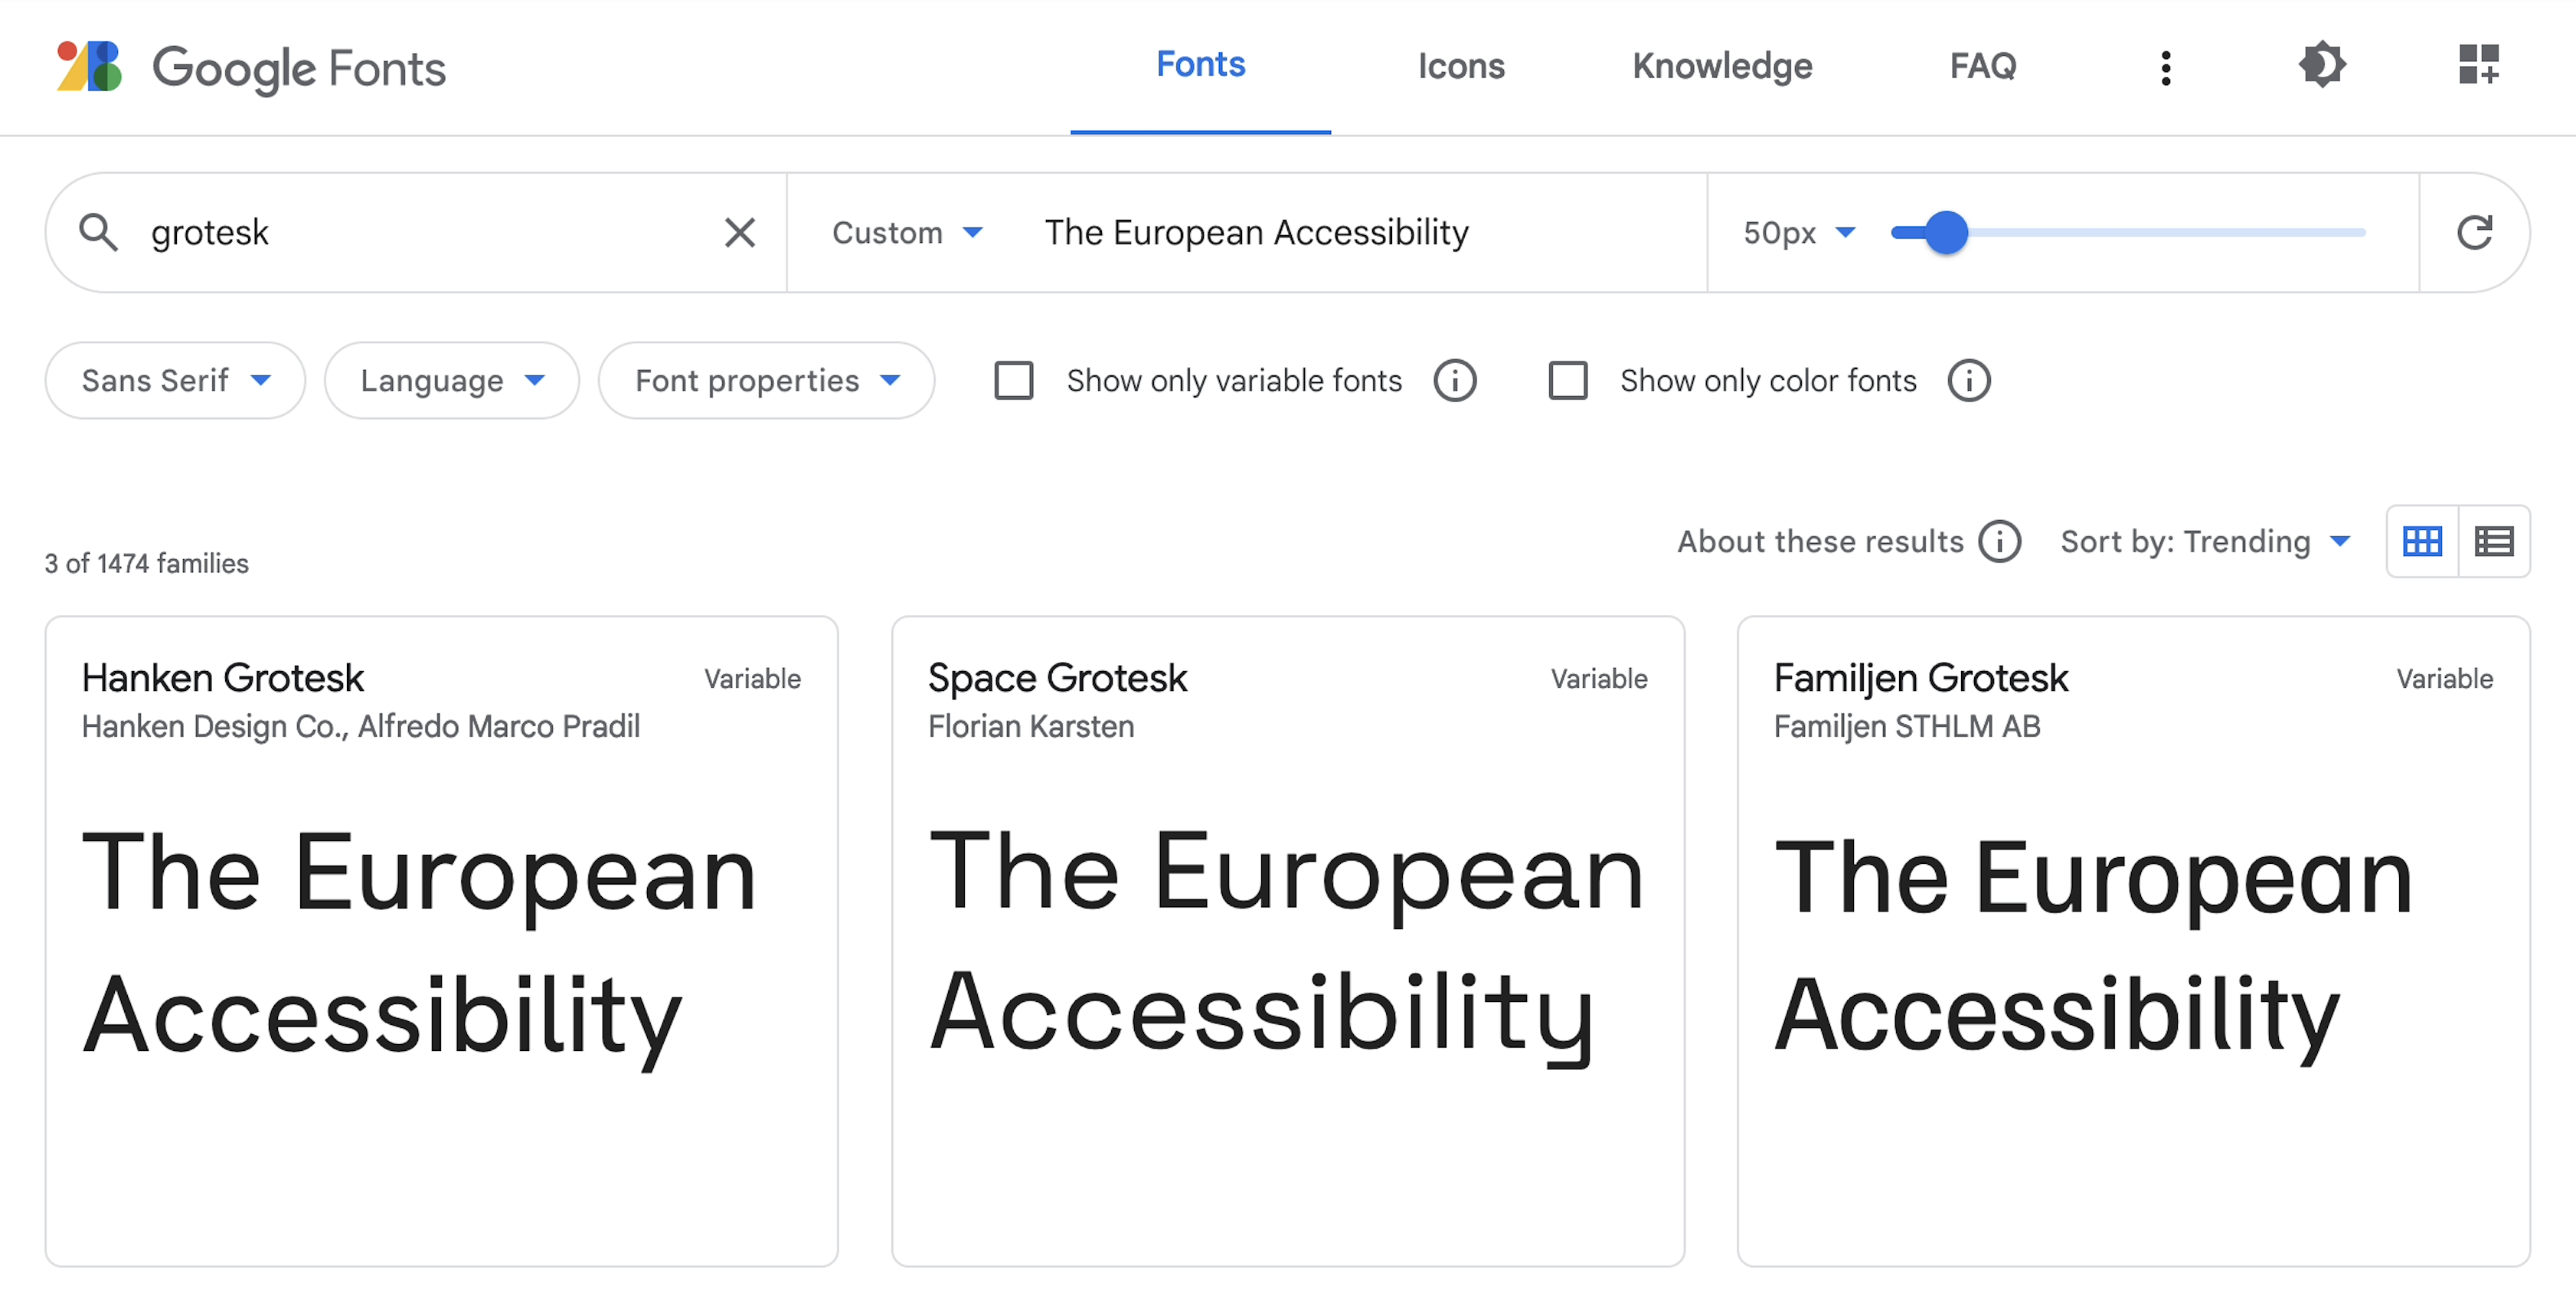 Google Fonts
Fonts
Icons
Knowledge
FAQ
grotesk
Custom
The European Accessibility
50px
Sans Serif
Language
Font properties
Show only variable fonts
Show only color fonts
3 of 1474 families
About these results
Sort by: Trending
Hanken Grotesk
Variable
Hanken Design Co., Alfredo Marco Pradil
The European
Accessibility
Space Grotesk
Variable
Florian Karsten
The European
Accessibility
Familjen Grotesk
Variable
Familjen STHLM AB
The European
Accessibility